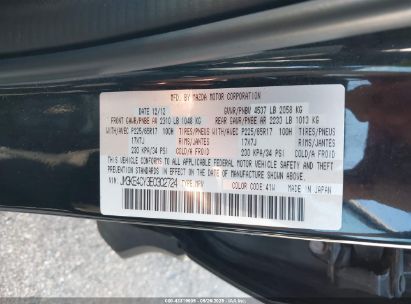 MFD. BY MAZDA MOTOR CORPORATION
12/12 GVWR/PNBV 4537 LB 2058 KG
FRONT GAWR/PNBE AV 2310 LB 1048 KG REAR GAWR/PNBE AR 2233 LB 1013 KG
WITH/AVEC P225/65R17 100H TIRES/PNEUS WITH/AVEC P225/65R17 100H TIRES/PNEUS
17X7J RIMS/JANTES 17X7J RIMS/JANTES
230 KPA/34 PSI COLD/A FROID 230 KPA/34 PSI COLD/A FROID
THIS VEHICLE CONFORMS TO ALL APPLICABLE FEDERAL MOTOR VEHICLE SAFETY,
BUMPER, AND THEFT PREVENTION STANDARDS IN EFFECT ON THE DATE OF
MANUFACTURE SHOWN ABOVE.
VIN: JM3KE4CY3E0302724 TYPE:MPV COLOR CODE:41W MADE IN JAPAN